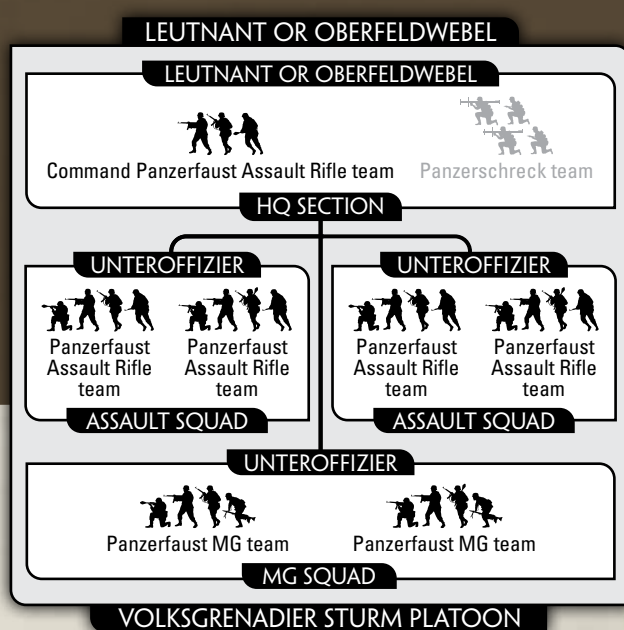 LEUTNANT OR OBERFELDWEBEL
LEUTNANT OR OBERFELDWEBEL
Command Panzerfaust Assault Rifle team
Panzerschreck team
HQ SECTION
UNTEROFFIZIER
Panzerfaust
Assault Rifle
team
Panzerfaust
Assault Rifle
team
ASSAULT SQUAD
UNTEROFFIZIER
Panzerfaust
Assault Rifle
team
Panzerfaust
Assault Rifle
team
ASSAULT SQUAD
UNTEROFFIZIER
Panzerfaust MG team
Panzerfaust MG team
MG SQUAD
VOLKSGRENADIER STURM PLATOON